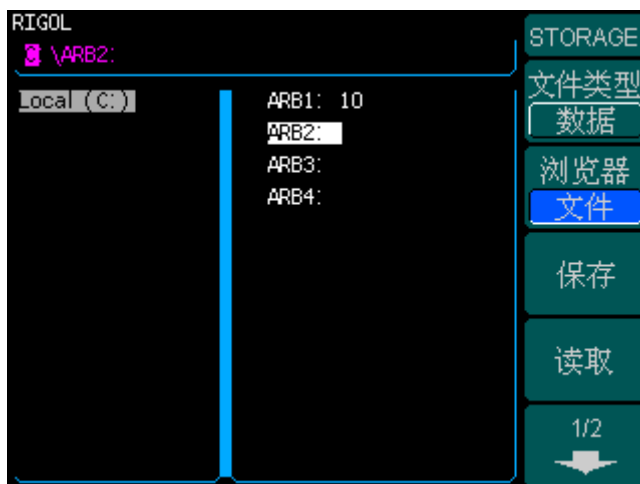 RIGOL
C \ARB2:
Local (C:)
ARB1: 10
ARB2:
ARB3:
ARB4:
STORAGE
文件类型
数据
浏览器
文件
保存
读取
1/2